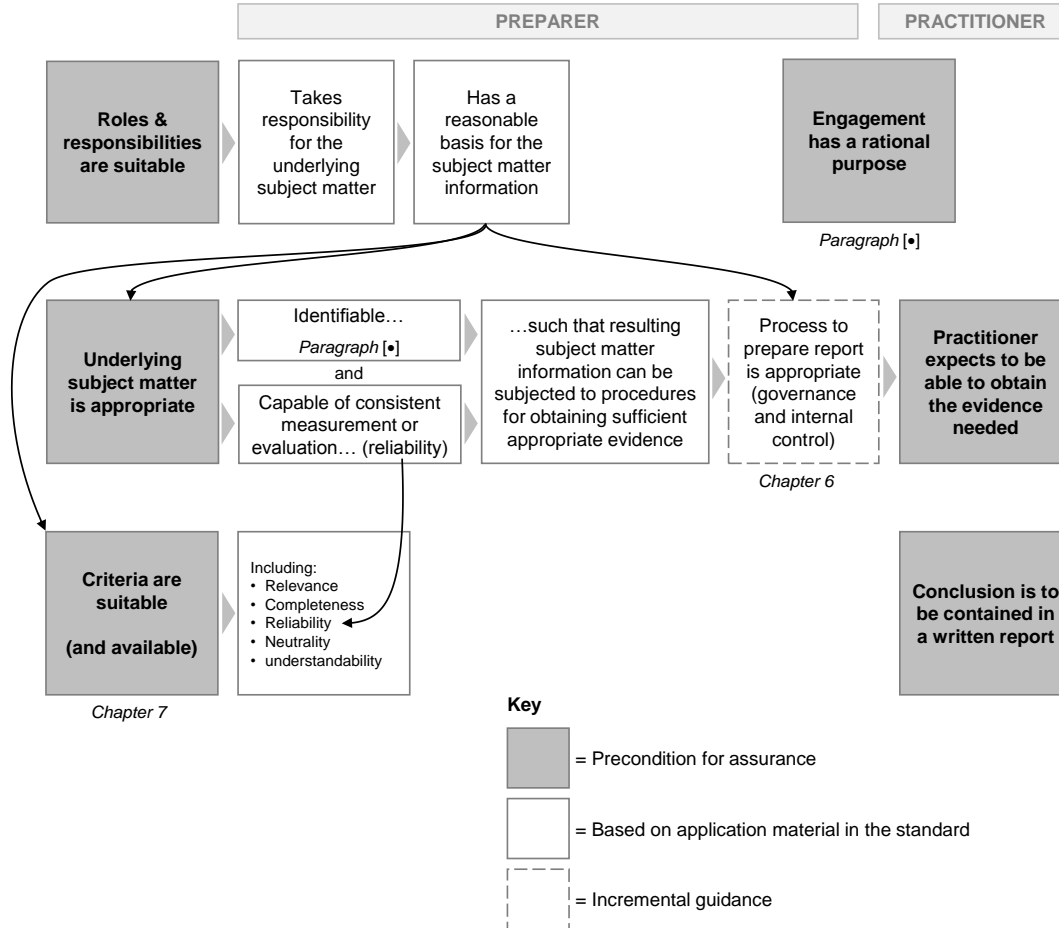 PREPARER
PRACTITIONER
Roles &
responsibilities
are suitable
Takes
responsibility
for the
underlying
subject matter
Has a
reasonable
basis for the
subject matter
information
Engagement
has a rational
purpose
Paragraph [•]
Underlying
subject matter
is appropriate
Identifiable…
Paragraph [•]
and
Capable of consistent
measurement or
evaluation… (reliability)
…such that resulting
subject matter
information can be
subjected to procedures
for obtaining sufficient
appropriate evidence
Process to
prepare report
is appropriate
(governance
and internal
control)
Chapter 6
Practitioner
expects to be
able to obtain
the evidence
needed
Criteria are
suitable
(and available)
Chapter 7
Including:
• Relevance
• Completeness
• Reliability
• Neutrality
• understandability
Conclusion is to
be contained in
a written report
Key
= Precondition for assurance
= Based on application material in the standard
= Incremental guidance